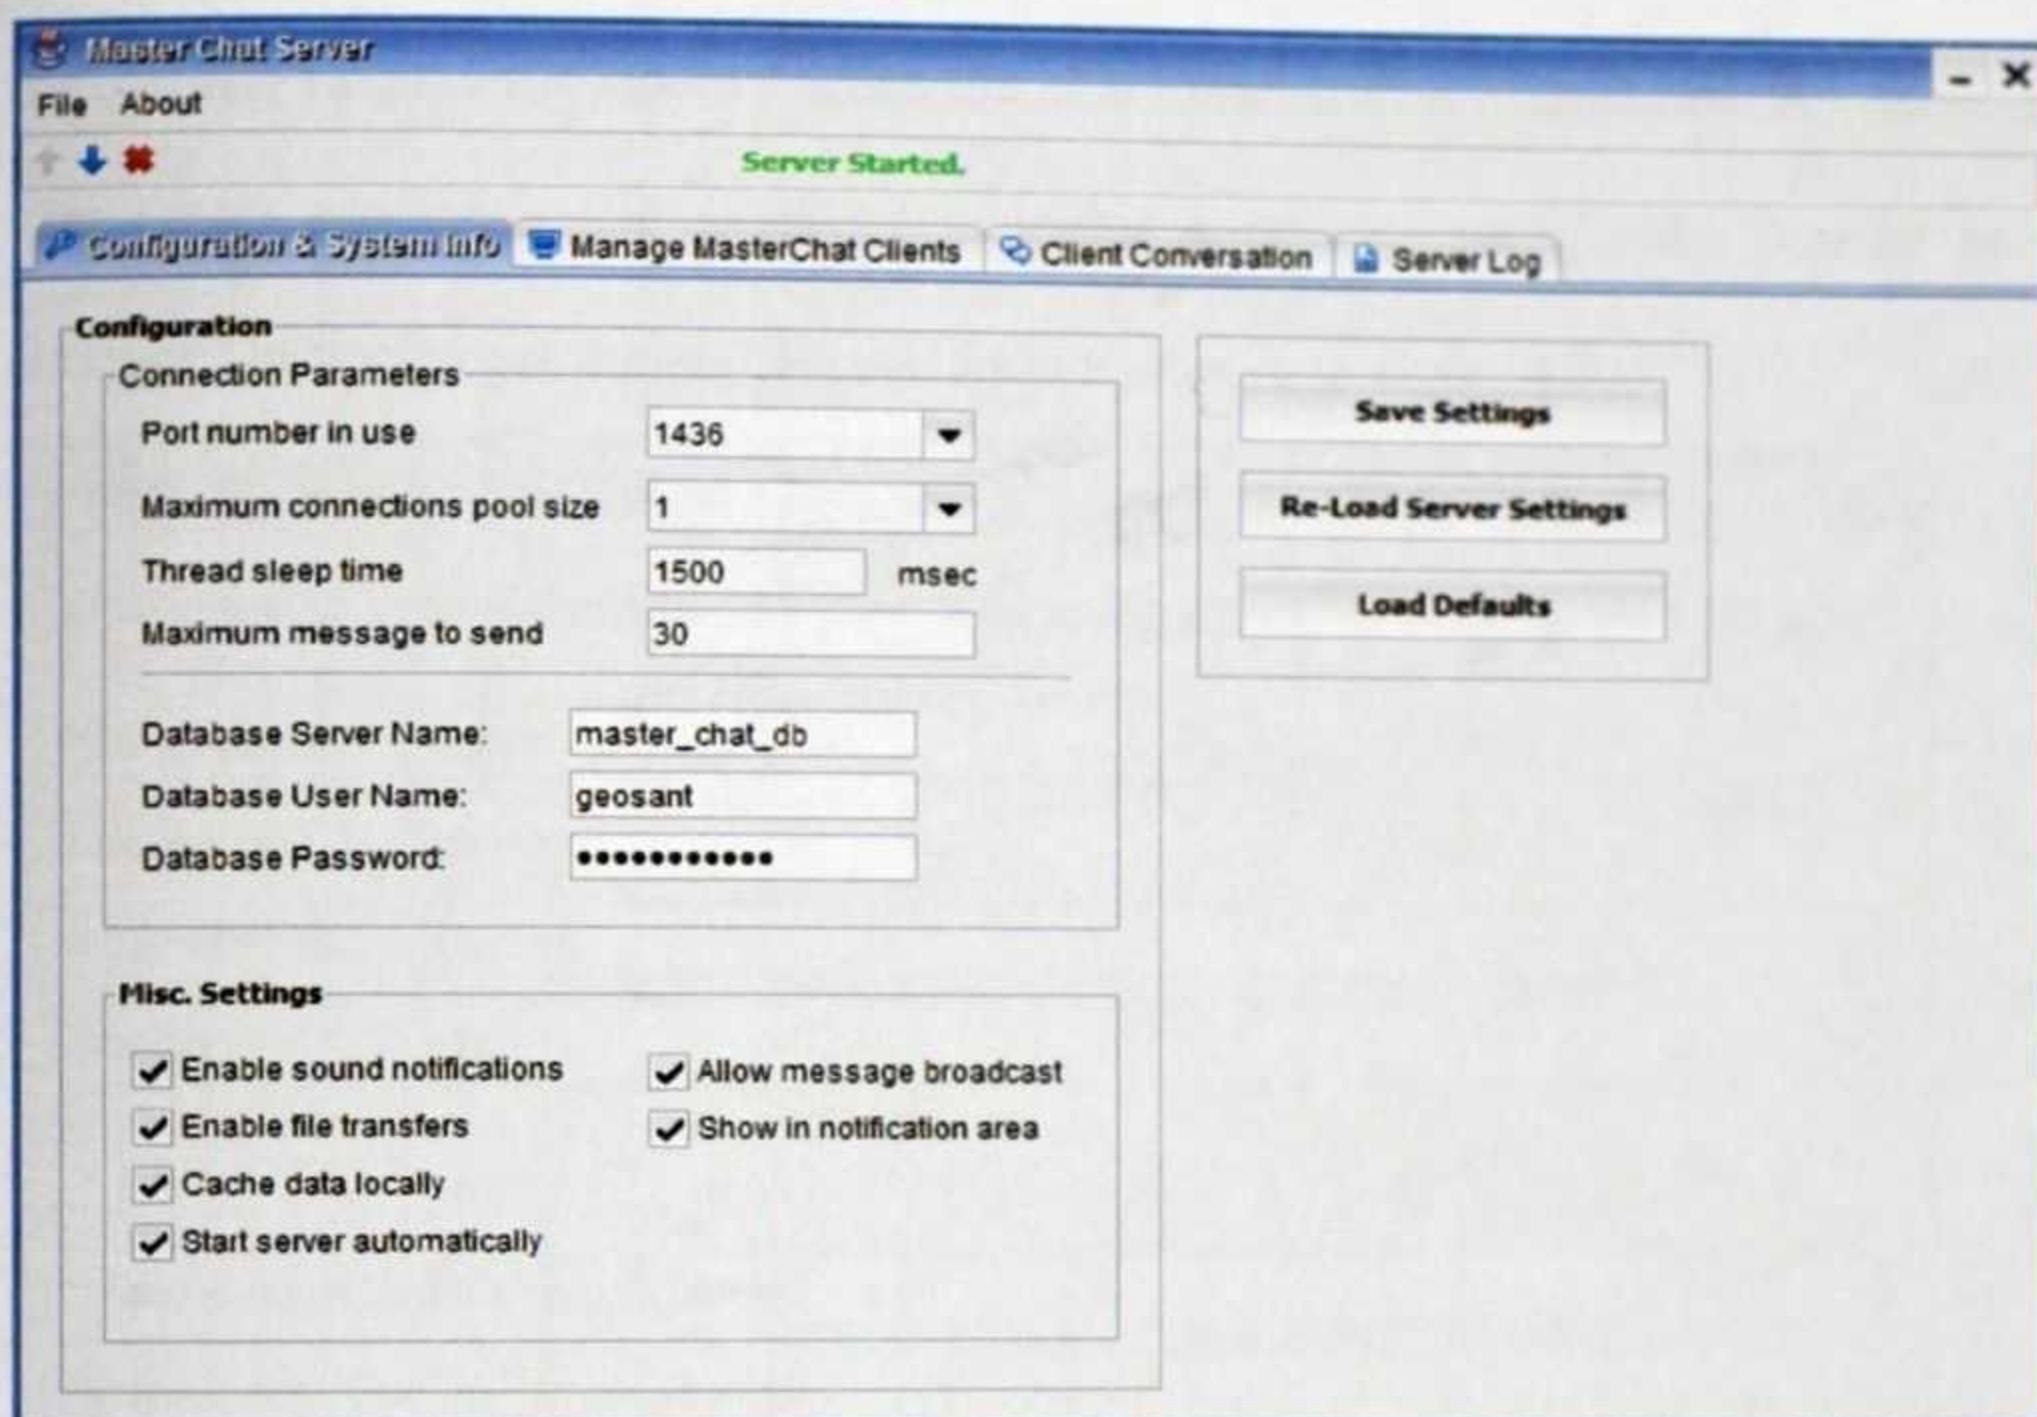 Master Chat Server
File About
Server Started.
Configuration & System Info Manage MasterChat Clients Client Conversation Server Log
Configuration
Connection Parameters
Port number in use 1436
Maximum connections pool size 1
Thread sleep time 1500 msec
Maximum message to send 30
Database Server Name: master_chat_db
Database User Name: geosant
Database Password: •••••••••••
Save Settings
Re-Load Server Settings
Load Defaults
Misc. Settings
Enable sound notifications Allow message broadcast
Enable file transfers Show in notification area
Cache data locally
Start server automatically